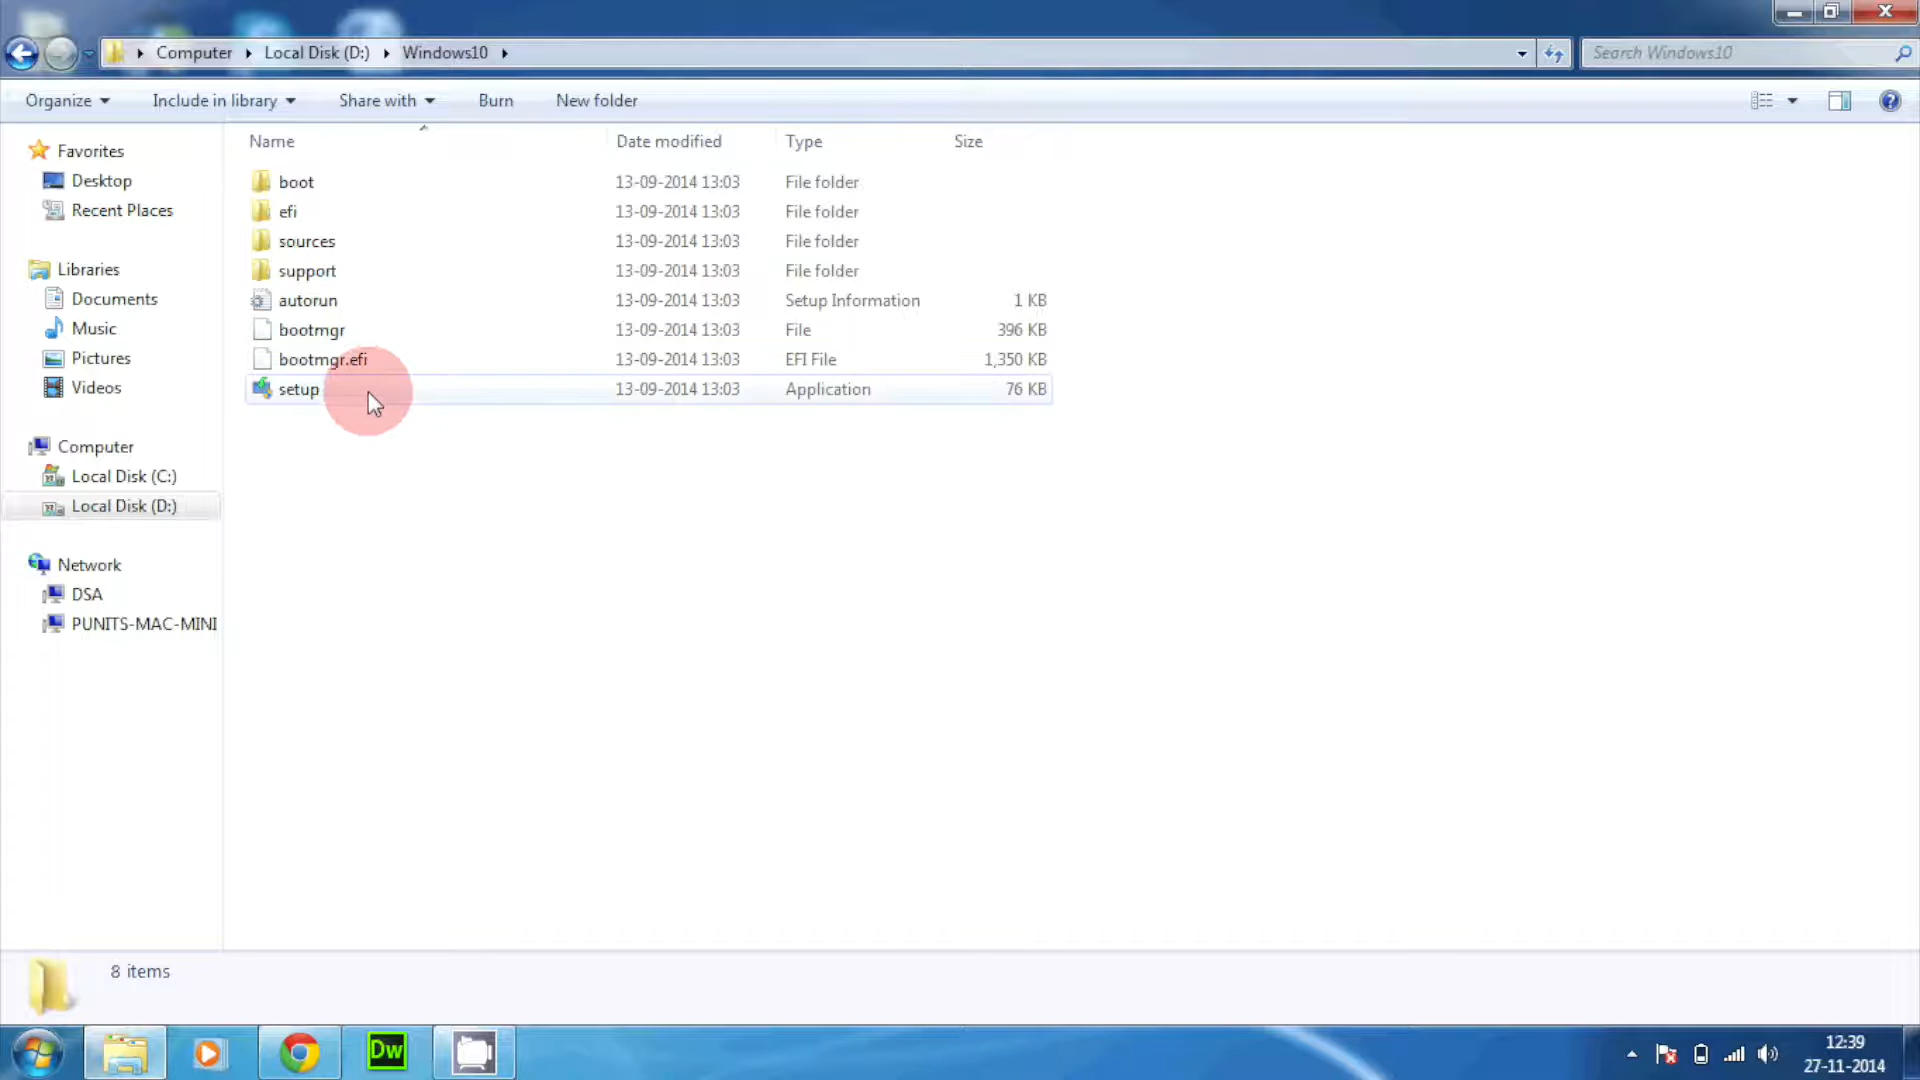 Computer Local Disk (D:) Windows10
Search Windows10
Organize Include in library Share with Burn New folder
Name Date modified Type Size
Favorites
Desktop
Recent Places
Libraries
Documents
Music
Pictures
Videos
Computer
Local Disk (C:)
Local Disk (D:)
Network
DSA
PUNITS-MAC-MINI
boot 13-09-2014 13:03 File folder
efi 13-09-2014 13:03 File folder
sources 13-09-2014 13:03 File folder
support 13-09-2014 13:03 File folder
autorun 13-09-2014 13:03 Setup Information 1 KB
bootmgr 13-09-2014 13:03 File 396 KB
bootmgr.efi 13-09-2014 13:03 EFI File 1,350 KB
setup 13-09-2014 13:03 Application 76 KB
8 items
Dw
12:39
27-11-2014